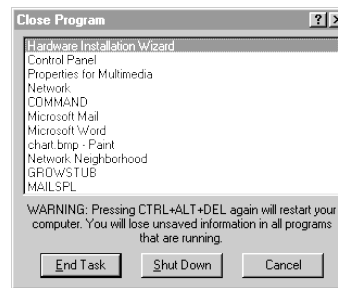 Close Program
Hardware Installation Wizard
Control Panel
Properties for Multimedia
Network
COMMAND
Microsoft Mail
Microsoft Word
chart.bmp - Paint
Network Neighborhood
GROWSTUB
MAILSPL
WARNING: Pressing CTRL+ALT+DEL again will restart your
computer. You will lose unsaved information in all programs
that are running.
End Task Shut Down Cancel